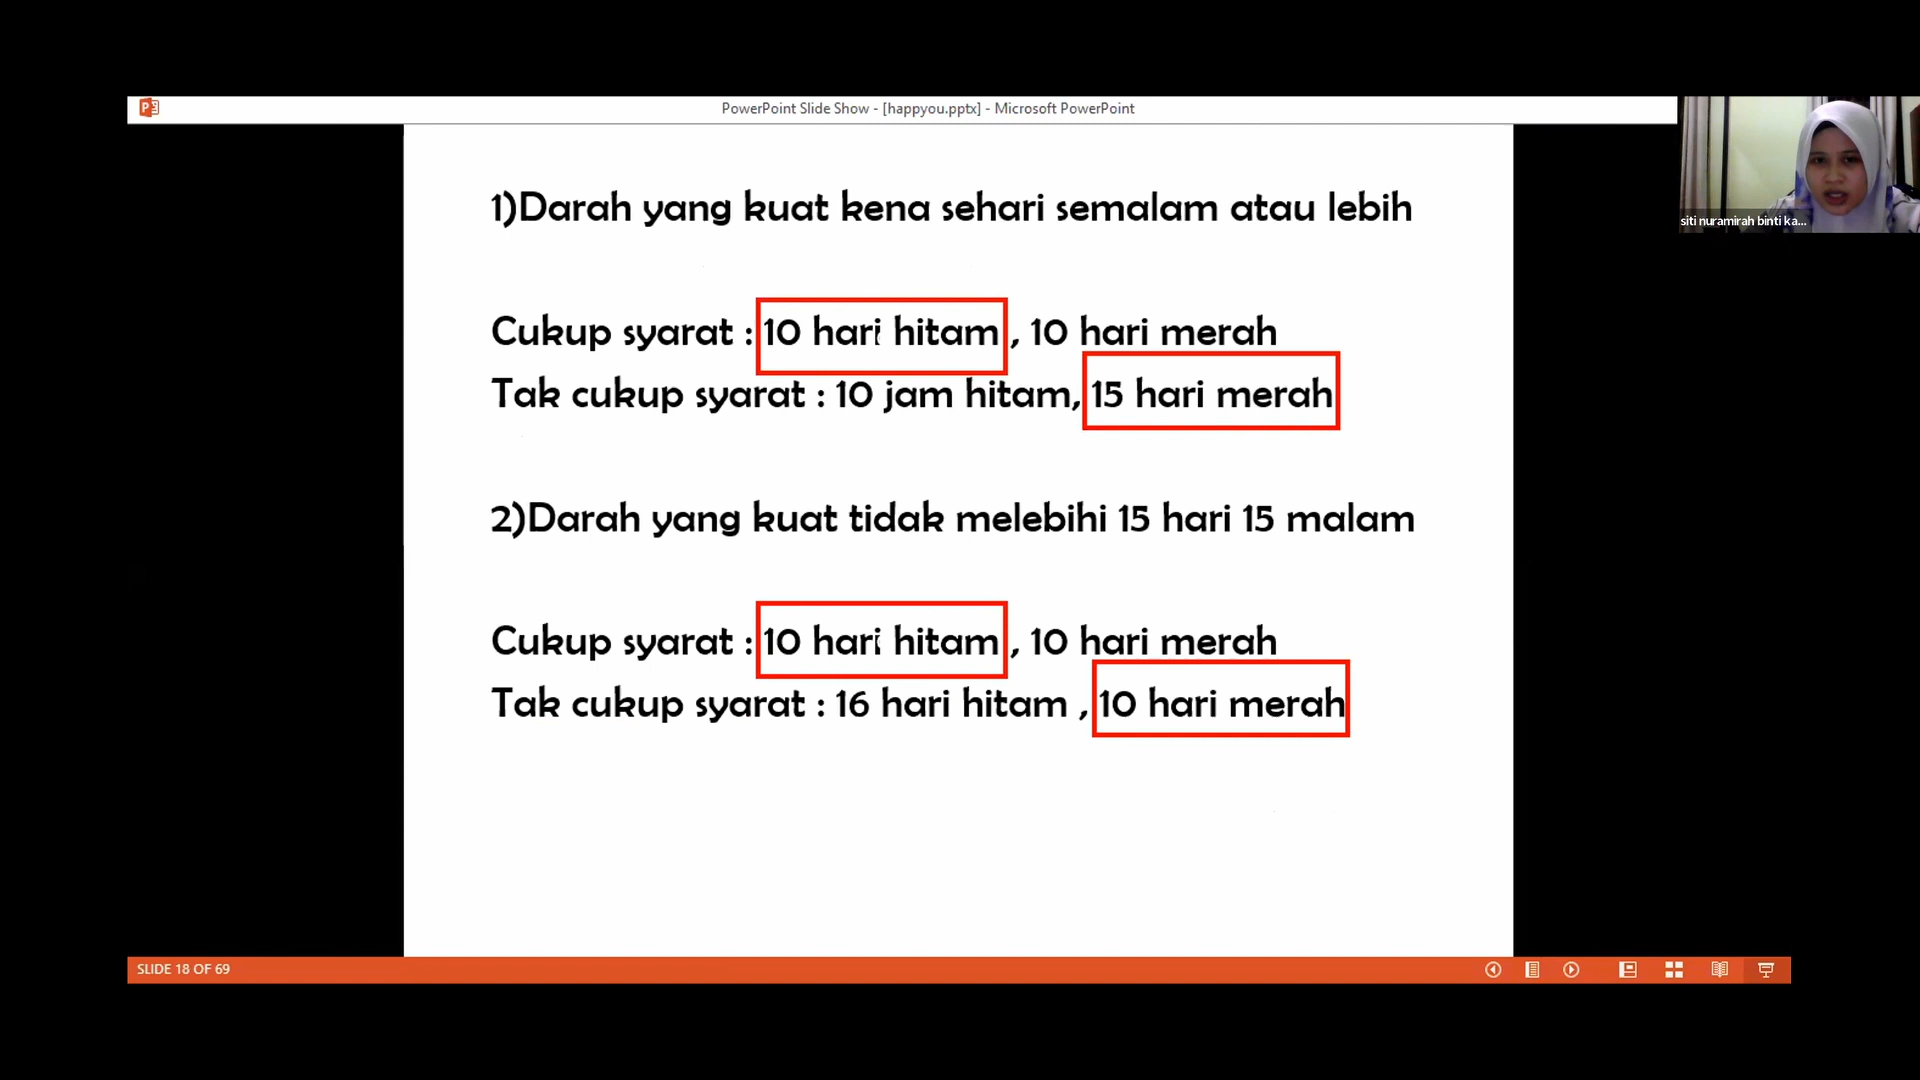 PowerPoint Slide Show - [happyou.pptx] - Microsoft PowerPoint
siti nuramirah binti ka...
1)Darah yang kuat kena sehari semalam atau lebih
Cukup syarat : 10 hari hitam , 10 hari merah
Tak cukup syarat : 10 jam hitam, 15 hari merah
2)Darah yang kuat tidak melebihi 15 hari 15 malam
Cukup syarat : 10 hari hitam , 10 hari merah
Tak cukup syarat : 16 hari hitam , 10 hari merah
SLIDE 18 OF 69